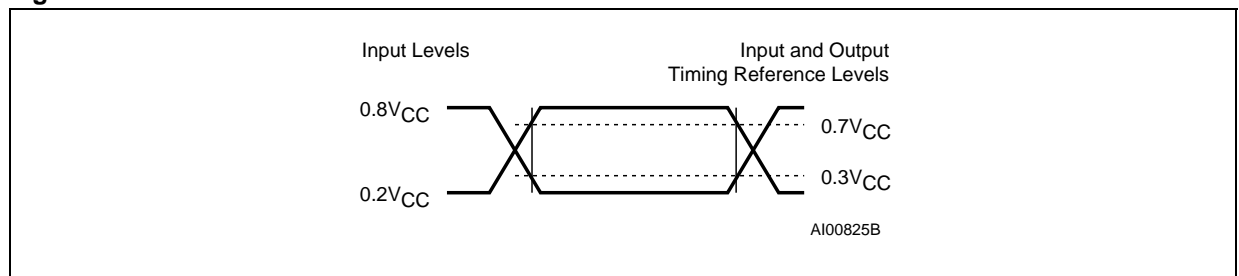 Input Levels
Input and Output
Timing Reference Levels
0.8VCC
0.7VCC
0.3VCC
0.2VCC
AI00825B